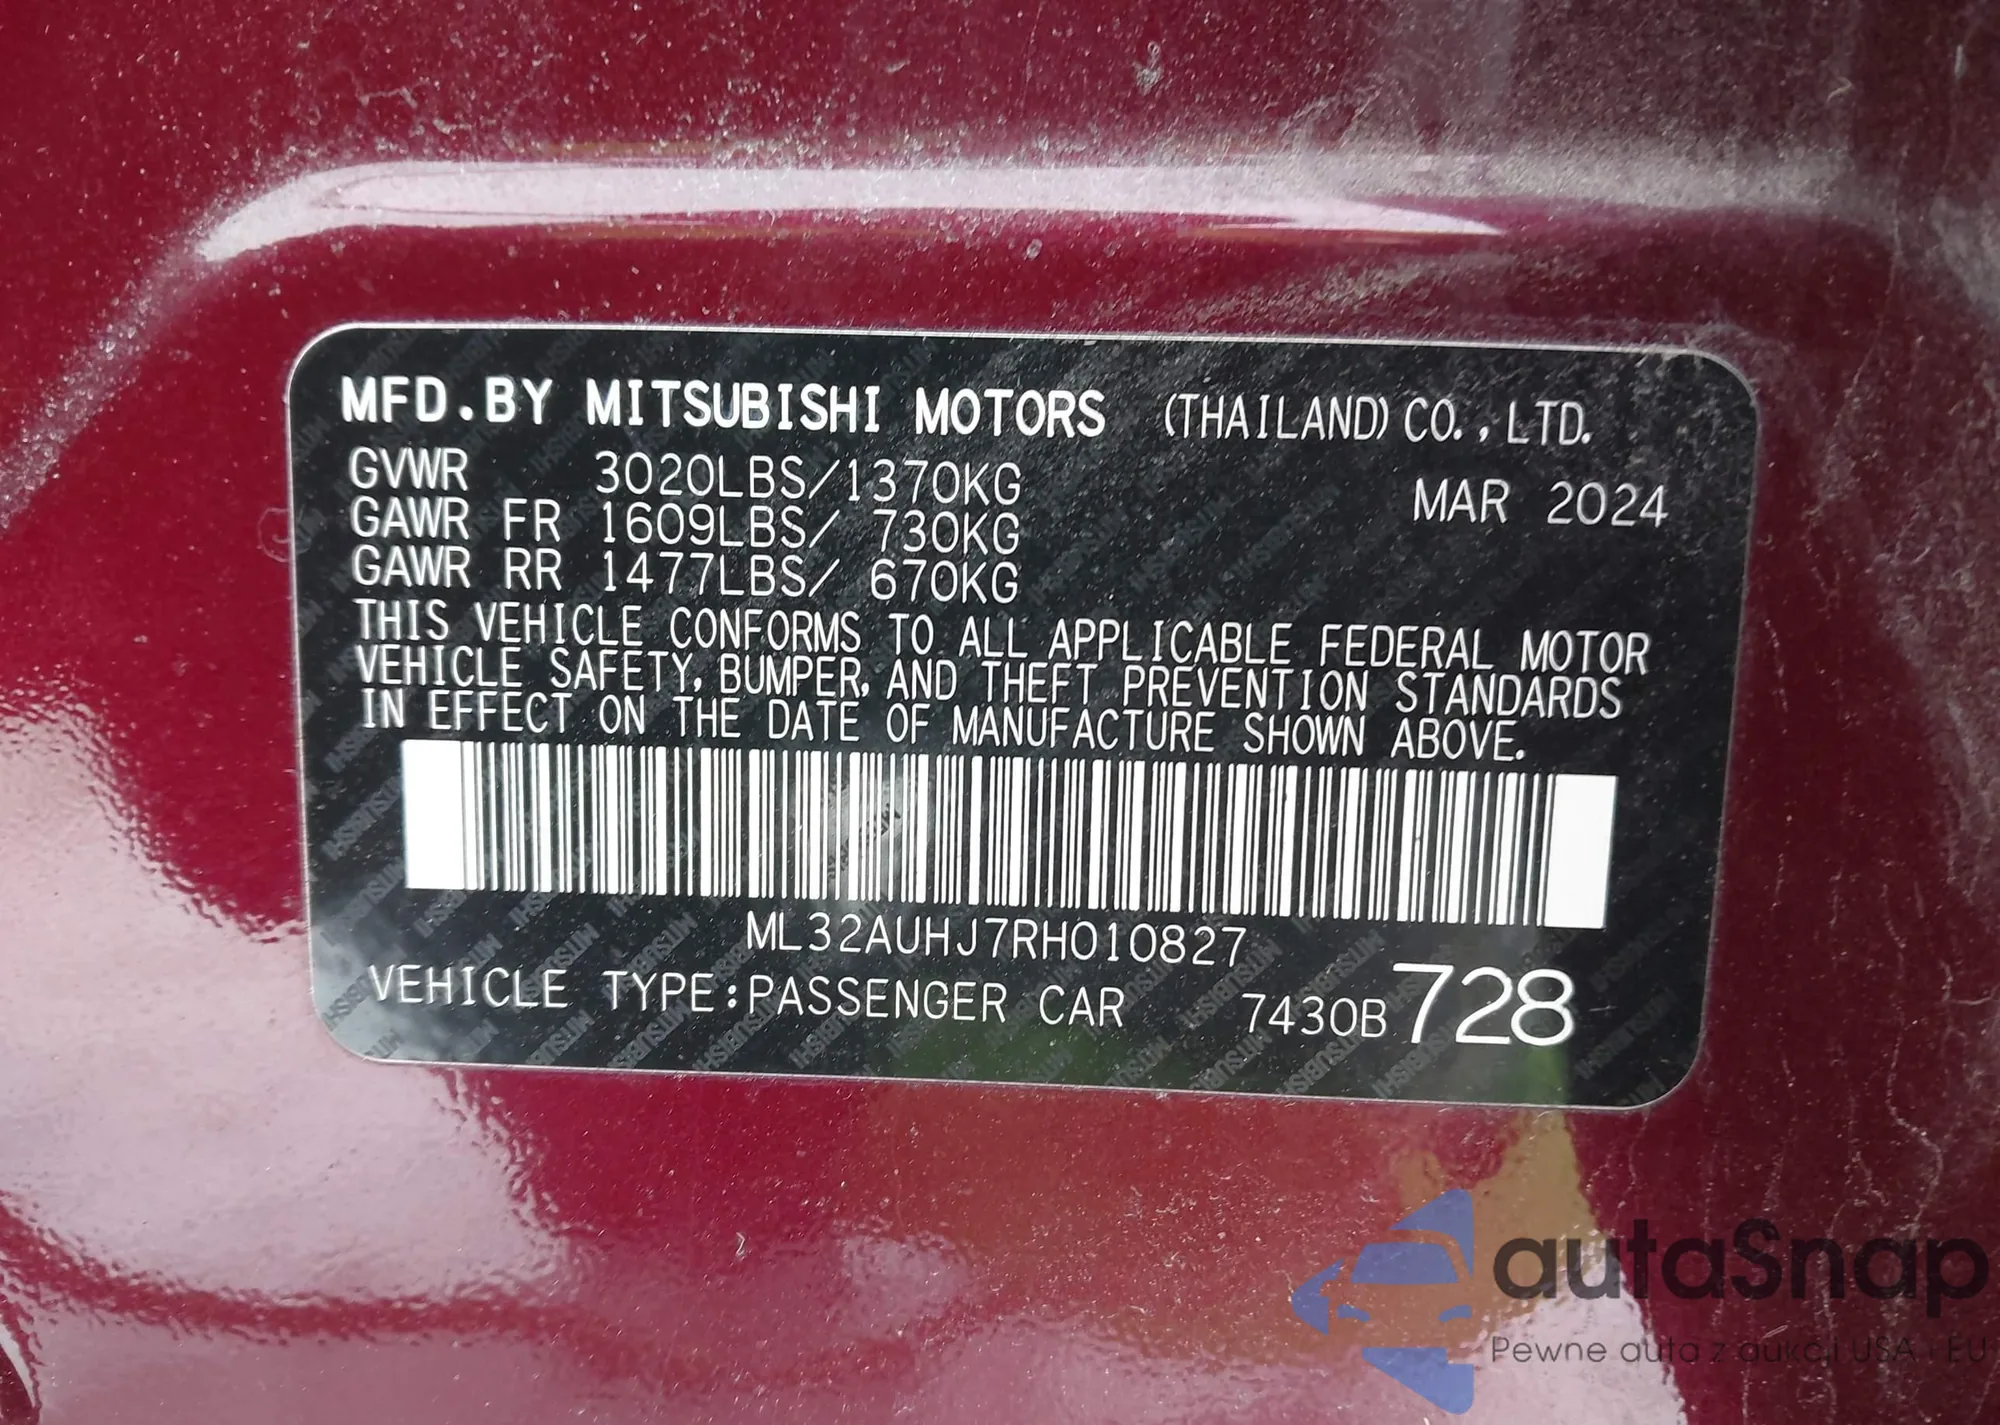 MFD.BY MITSUBISHI MOTORS (THAILAND) CO., LTD.
GVWR 3020LBS/1370KG
MAR 2024
GAWR FR 1609LBS/ 730KG
GAWR RR 1477LBS/ 670KG
THIS VEHICLE CONFORMS TO ALL APPLICABLE FEDERAL MOTOR
VEHICLE SAFETY, BUMPER, AND THEFT PREVENTION STANDARDS
IN EFFECT ON THE DATE OF MANUFACTURE SHOWN ABOVE.
ML32AUHJ7RH010827
VEHICLE TYPE:PASSENGER CAR 7430B 728
autaSnap
Pewne auta z aukcji USA i EU